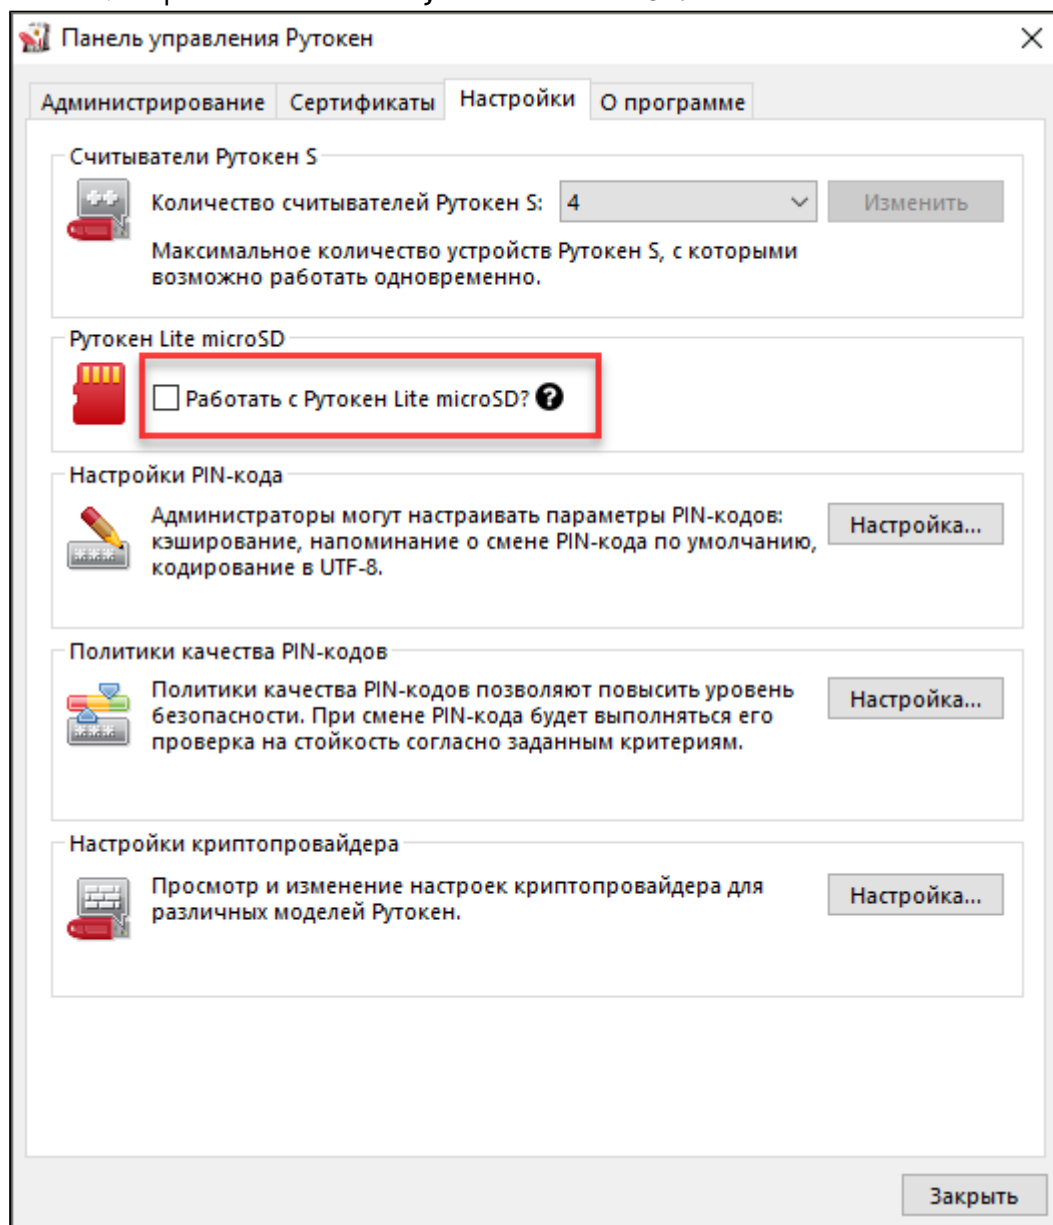 Панель управления Рутокен
Администрирование Сертификаты Настройки О программе
Считыватели Рутокен S
Количество считывателей Рутокен S: 4 Изменить
Максимальное количество устройств Рутокен S, с которыми
возможно работать одновременно.
Рутокен Lite microSD
Работать с Рутокен Lite microSD? ?
Настройки PIN-кода
Администраторы могут настраивать параметры PIN-кодов:
кэширование, напоминание о смене PIN-кода по умолчанию,
кодирование в UTF-8.
Настройка...
Политики качества PIN-кодов
Политики качества PIN-кодов позволяют повысить уровень
безопасности. При смене PIN-кода будет выполняться его
проверка на стойкость согласно заданным критериям.
Настройка...
Настройки криптопровайдера
Просмотр и изменение настроек криптопровайдера для
различных моделей Рутокен.
Настройка...
Закрыть